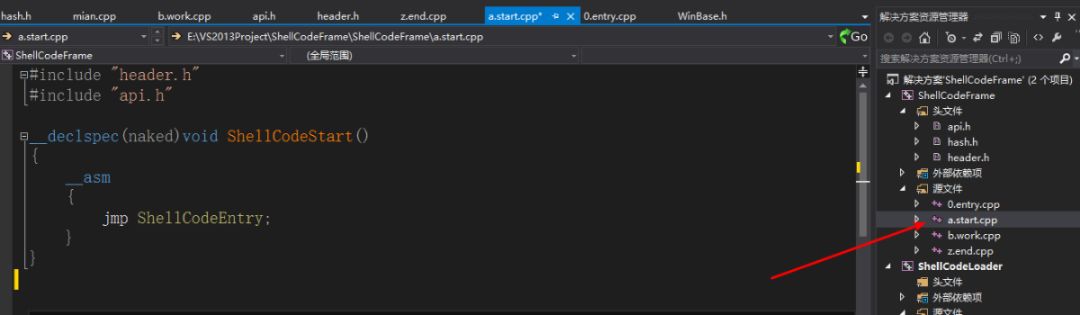 hash.h mian.cpp b.work.cpp api.h header.h z.end.cpp a.start.cpp* 0.entry.cpp WinBase.h
a.start.cpp E:\VS2013Project\ShellCodeFrame\ShellCodeFrame\a.start.cpp Go
ShellCodeFrame (全局范围)
#include "header.h"
#include "api.h"
__declspec(naked)void ShellCodeStart()
{
__asm
{
jmp ShellCodeEntry;
}
}
解决方案资源管理器
搜索解决方案资源管理器(Ctrl+;)
解决方案'ShellCodeFrame' (2 个项目)
ShellCodeFrame
头文件
api.h
hash.h
header.h
外部依赖项
源文件
0.entry.cpp
a.start.cpp
b.work.cpp
z.end.cpp
ShellCodeLoader
头文件
外部依赖项
源文件